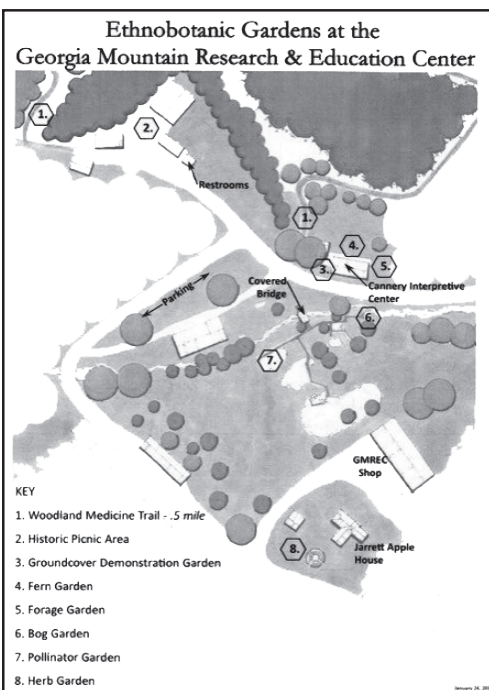 Ethnobotanic Gardens at the
Georgia Mountain Research & Education Center
1.
2.
Restrooms
1.
4.
3.
5.
Cannery Interpretive
Center
Covered
Bridge
Parking
6.
7.
GMREC
Shop
8.
Jarrett Apple
House
KEY
1. Woodland Medicine Trail - .5 mile
2. Historic Picnic Area
3. Groundcover Demonstration Garden
4. Fern Garden
5. Forage Garden
6. Bog Garden
7. Pollinator Garden
8. Herb Garden